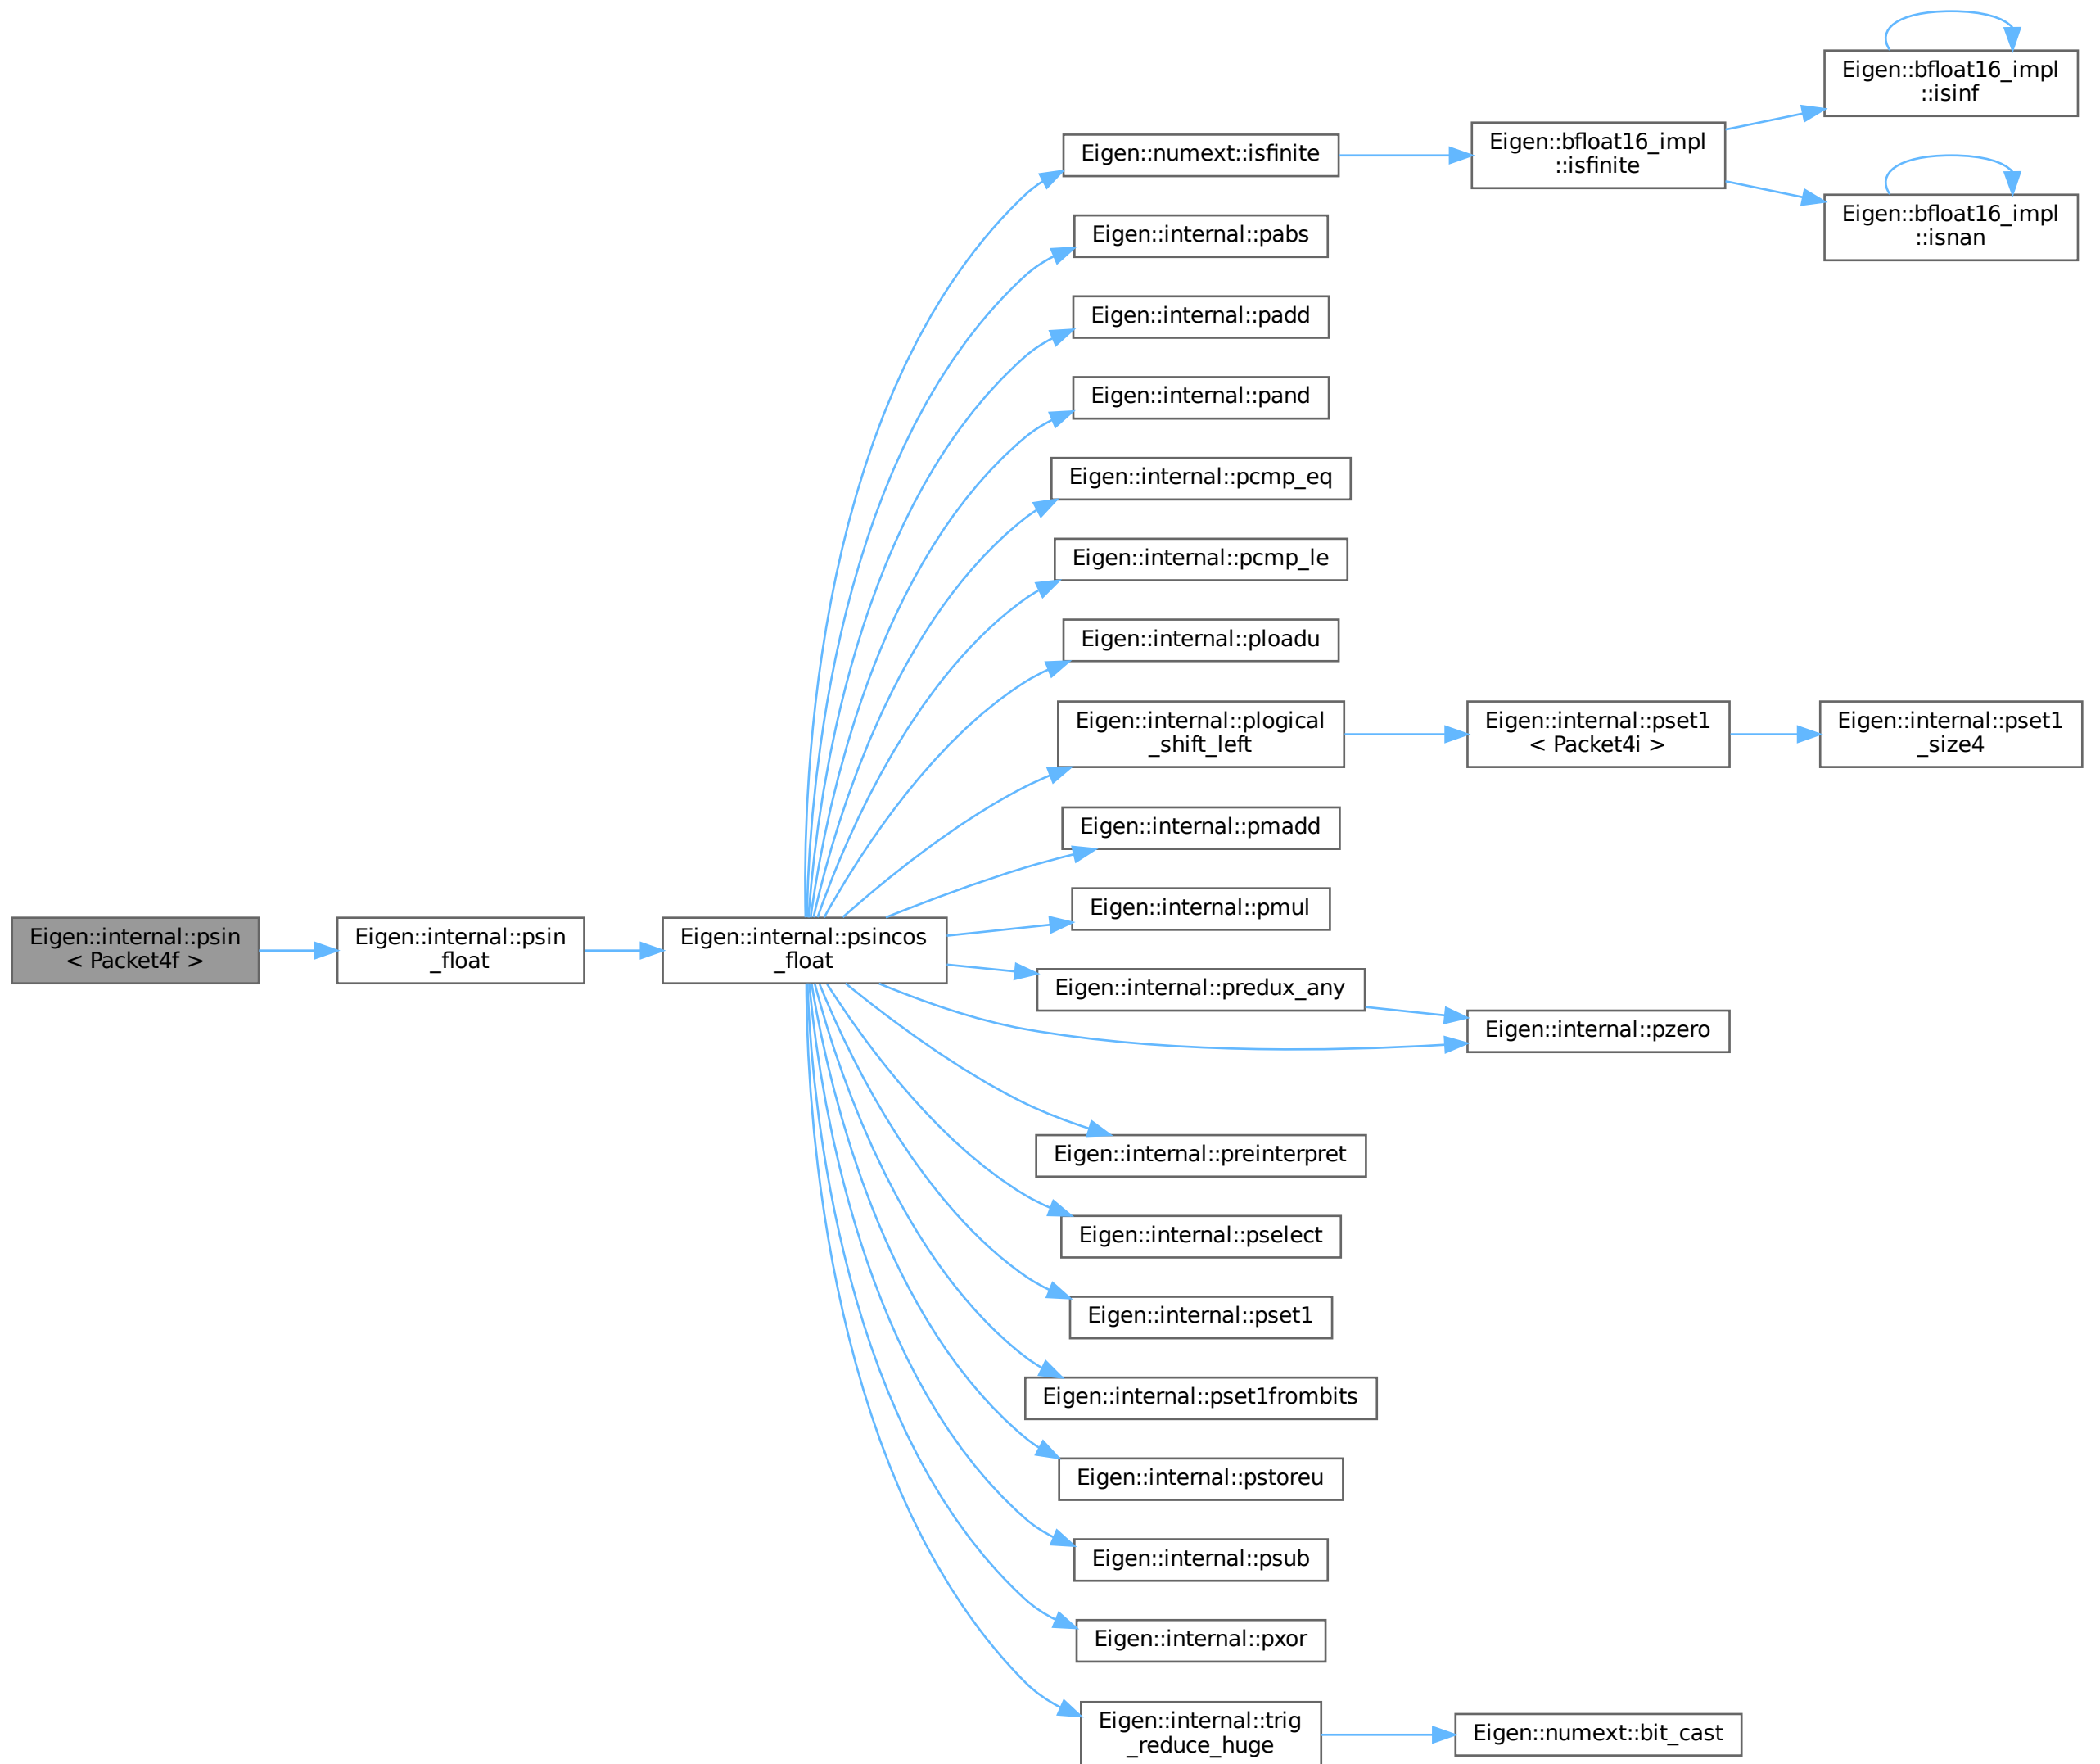 Eigen::bfloat16_impl
::isinf
Eigen::numext::isfinite
Eigen::bfloat16_impl
::isfinite
Eigen::bfloat16_impl
::isnan
Eigen::internal::pabs
Eigen::internal::padd
Eigen::internal::pand
Eigen::internal::pcmp_eq
Eigen::internal::pcmp_le
Eigen::internal::ploadu
Eigen::internal::plogical
_shift_left
Eigen::internal::pset1
< Packet4i >
Eigen::internal::pset1
_size4
Eigen::internal::pmadd
Eigen::internal::pmul
Eigen::internal::psin
< Packet4f >
Eigen::internal::psin
_float
Eigen::internal::psincos
_float
Eigen::internal::predux_any
Eigen::internal::pzero
Eigen::internal::preinterpret
Eigen::internal::pselect
Eigen::internal::pset1
Eigen::internal::pset1frombits
Eigen::internal::pstoreu
Eigen::internal::psub
Eigen::internal::pxor
Eigen::internal::trig
_reduce_huge
Eigen::numext::bit_cast